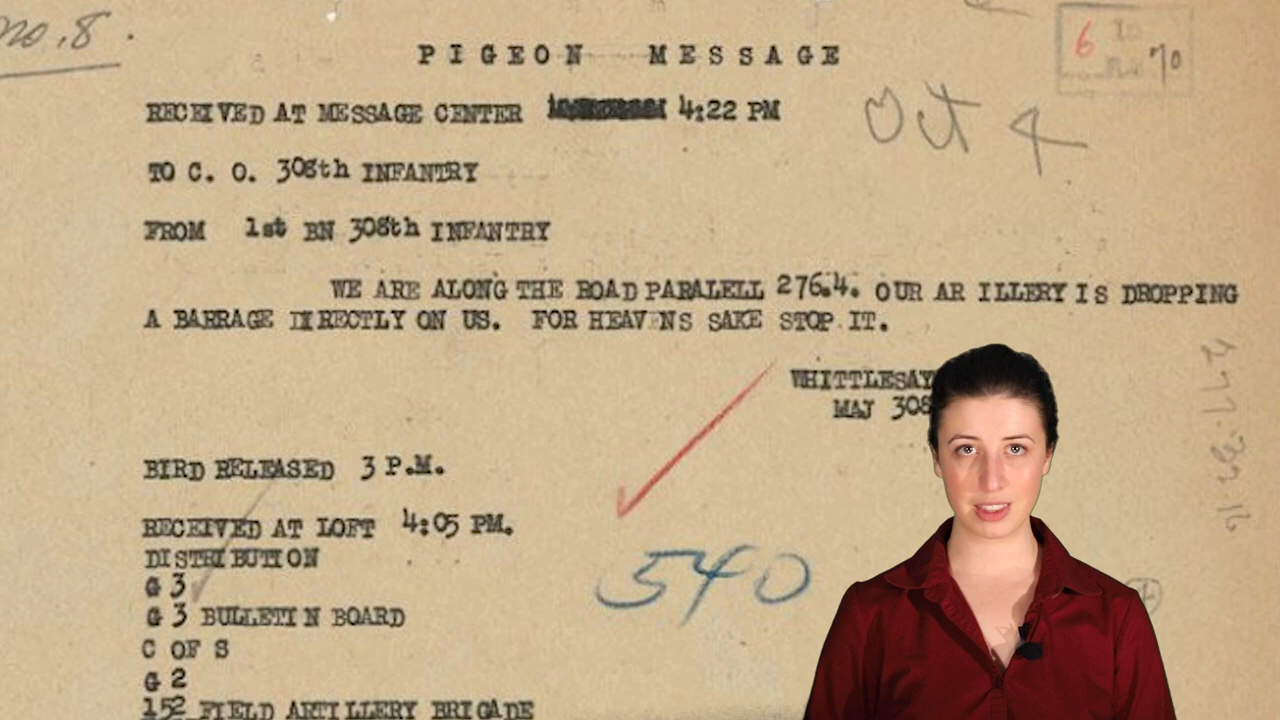 no. 8.
PIGEON MESSAGE
6
70
RECEIVED AT MESSAGE CENTER 4:22 PM
Oct 4
TO C. O. 308th INFANTRY
FROM 1st BN 308th INFANTRY
WE ARE ALONG THE ROAD PARALELL 276.4. OUR AR ILLERY IS DROPPING
A BARRAGE DIRECTLY ON US. FOR HEAVENS SAKE STOP IT.
WHITTLESAY
MAJ 308
BIRD RELEASED 3 P.M.
RECEIVED AT LOFT 4:05 PM.
DISTRIBUTION
G 3
G 3 BULLETIN BOARD
C OF S
G 2
152 FIELD ARTILLERY BRIGADE
540